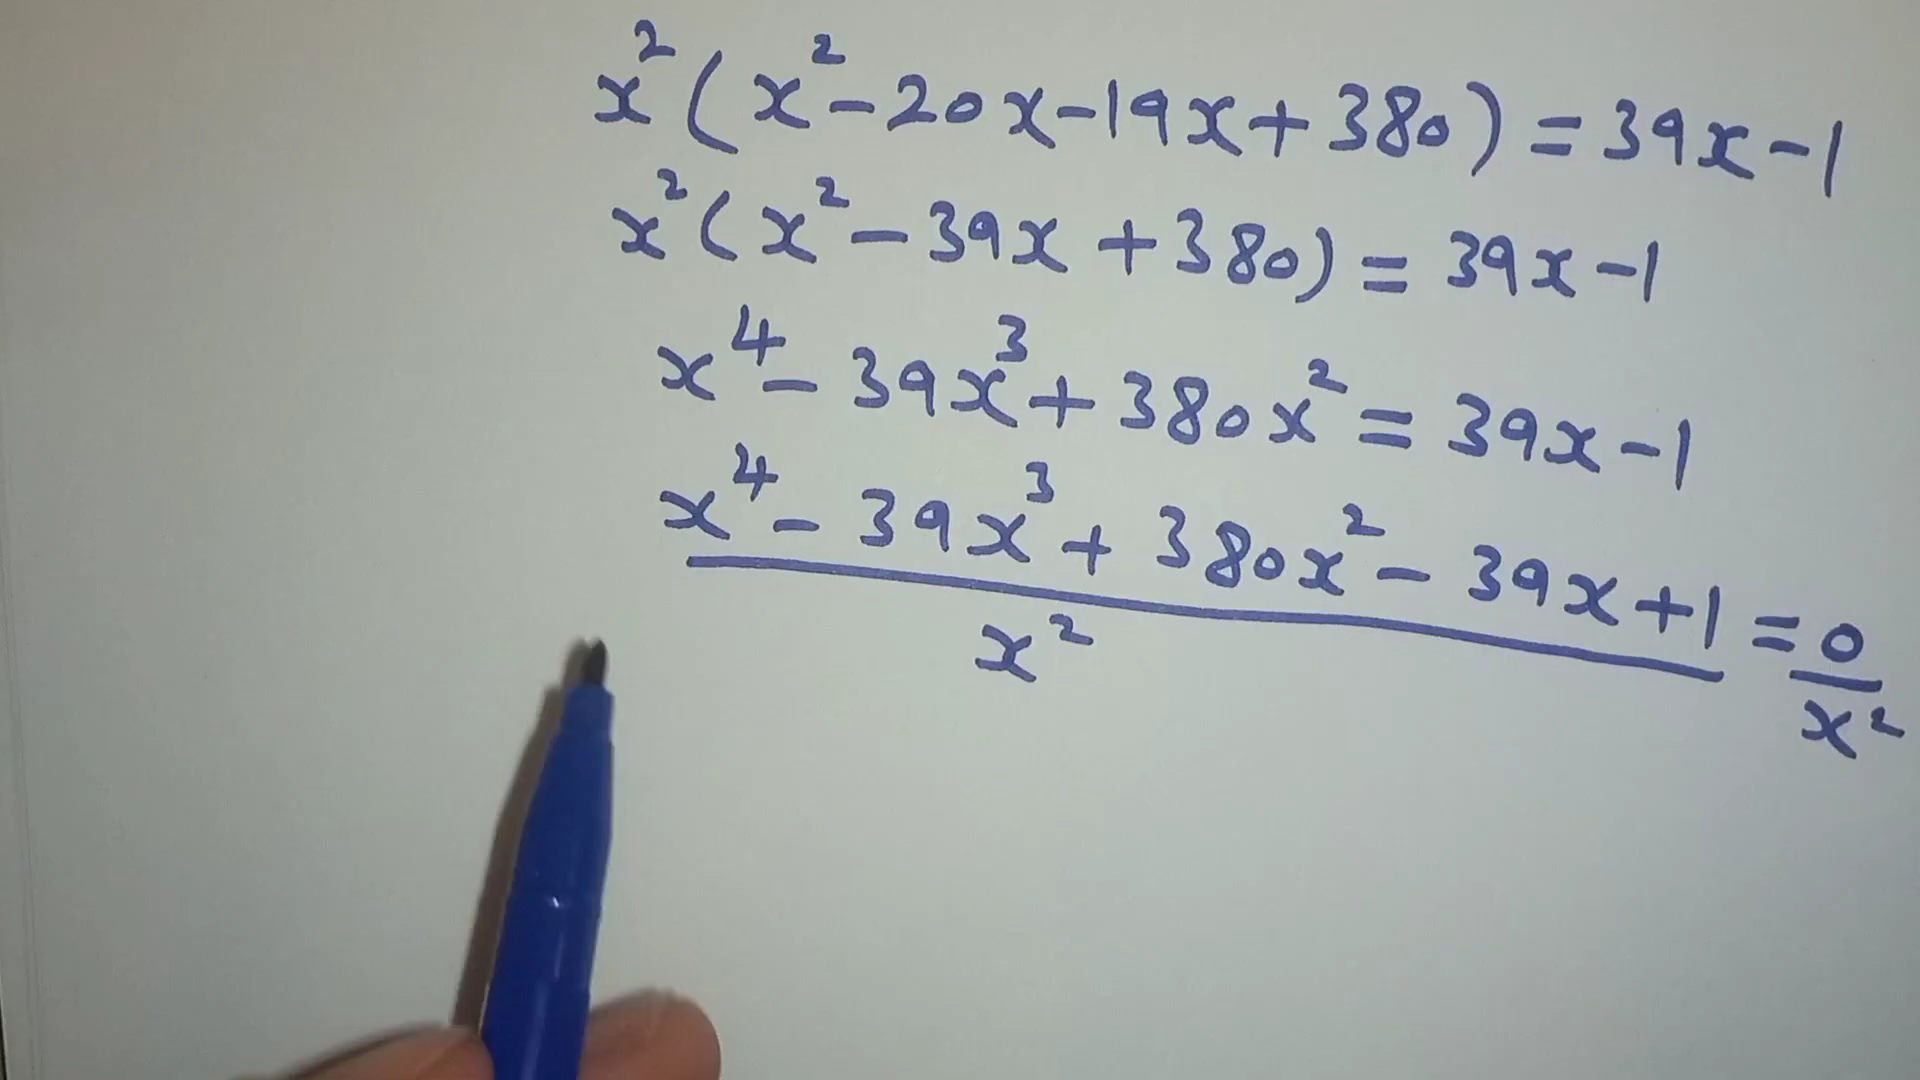 x²(x²-20x-19x+380)=39x-1
x²(x²-39x+380)=39x-1
x⁴-39x³+380x²=39x-1
x⁴-39x³+380x²-39x+1=0
x² x²